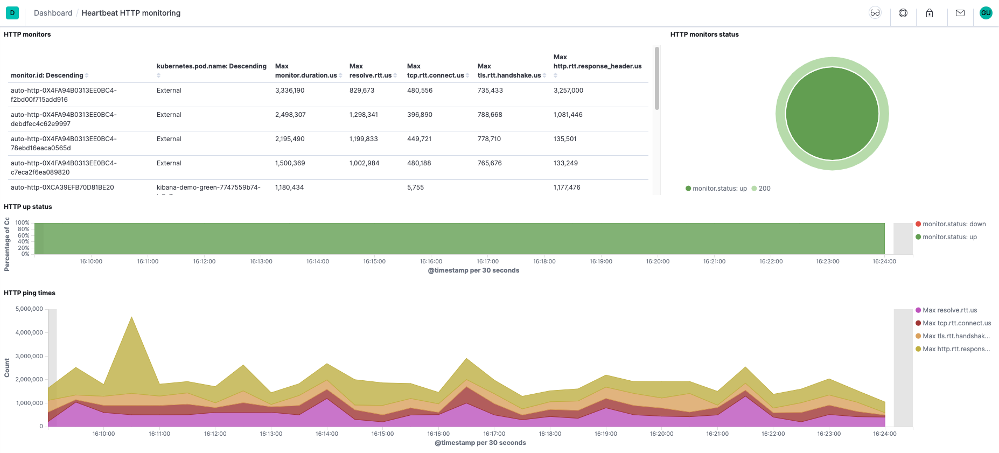 D
Dashboard / Heartbeat HTTP monitoring
GU
HTTP monitors
HTTP monitors status
monitor.id: Descending
kubernetes.pod.name: Descending
Max
monitor.duration.us
Max
resolve.rtt.us
Max
tcp.rtt.connect.us
Max
tls.rtt.handshake.us
Max
http.rtt.response_header.us
auto-http-0X4FA94B0313EE0BC4-
f2bd00f715add916
External
3,336,190
829,673
480,556
735,433
3,257,000
auto-http-0X4FA94B0313EE0BC4-
debdfec4c62e9997
External
2,498,307
1,298,341
396,890
788,668
1,081,446
auto-http-0X4FA94B0313EE0BC4-
78ebd16eaca0565d
External
2,195,490
1,199,833
449,721
778,710
135,501
auto-http-0X4FA94B0313EE0BC4-
c7eca2f6ea089820
External
1,500,369
1,002,984
480,188
765,676
133,249
auto-http-0XCA39EFB70D81BE20
kibana-demo-green-7747559b74-
1,180,434
5,755
1,177,476
monitor.status: up
200
HTTP up status
Percentage of
100%
80%
60%
40%
20%
0%
16:10:00
16:11:00
16:12:00
16:13:00
16:14:00
16:15:00
16:16:00
16:17:00
16:18:00
16:19:00
16:20:00
16:21:00
16:22:00
16:23:00
16:24:00
@timestamp per 30 seconds
monitor.status: down
monitor.status: up
HTTP ping times
Count
5,000,000
4,000,000
3,000,000
2,000,000
1,000,000
0
16:10:00
16:11:00
16:12:00
16:13:00
16:14:00
16:15:00
16:16:00
16:17:00
16:18:00
16:19:00
16:20:00
16:21:00
16:22:00
16:23:00
16:24:00
@timestamp per 30 seconds
Max resolve.rtt.us
Max tcp.rtt.connect.us
Max tls.rtt.handshak...
Max http.rtt.respons...